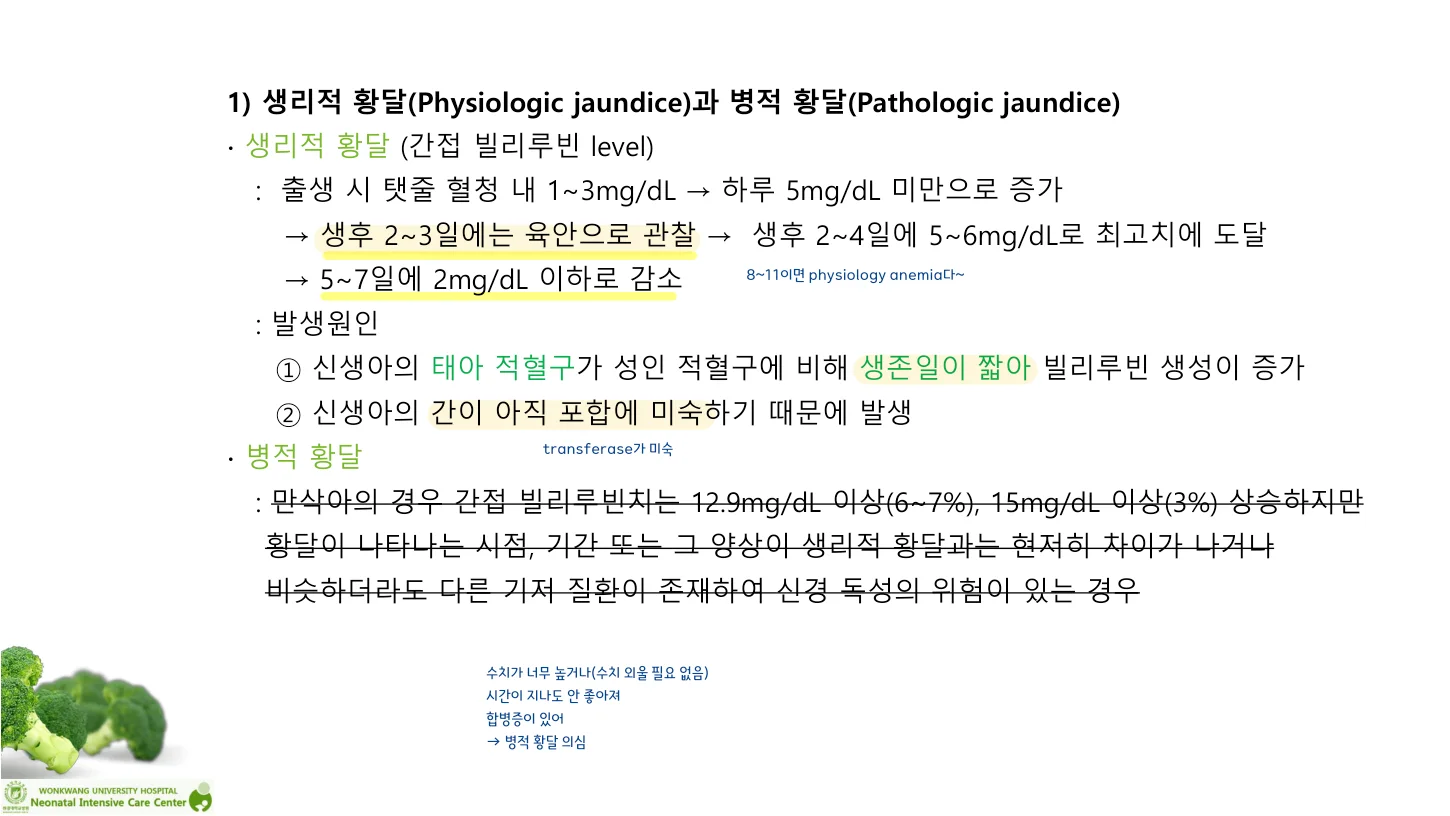 1) 생리적 황달(Physiologic jaundice)과 병적 황달(Pathologic jaundice)
· 생리적 황달 (간접 빌리루빈 level)
: 출생 시 탯줄 혈청 내 1~3mg/dL → 하루 5mg/dL 미만으로 증가
→ 생후 2~3일에는 육안으로 관찰 → 생후 2~4일에 5~6mg/dL로 최고치에 도달
→ 5~7일에 2mg/dL 이하로 감소
8~11이면 physiology anemia다~
: 발생원인
① 신생아의 태아 적혈구가 성인 적혈구에 비해 생존일이 짧아 빌리루빈 생성이 증가
② 신생아의 간이 아직 포합에 미숙하기 때문에 발생
transferase가 미숙
· 병적 황달
: 만삭아의 경우 간접 빌리루빈치는 12.9mg/dL 이상(6~7%), 15mg/dL 이상(3%) 상승하지만
황달이 나타나는 시점, 기간 또는 그 양상이 생리적 황달과는 현저히 차이가 나거나
비슷하더라도 다른 기저 질환이 존재하여 신경 독성의 위험이 있는 경우
수치가 너무 높거나(수치 외울 필요 없음)
시간이 지나도 안 좋아져
합병증이 있어
→ 병적 황달 의심
WONKWANG UNIVERSITY HOSPITAL
Neonatal Intensive Care Center